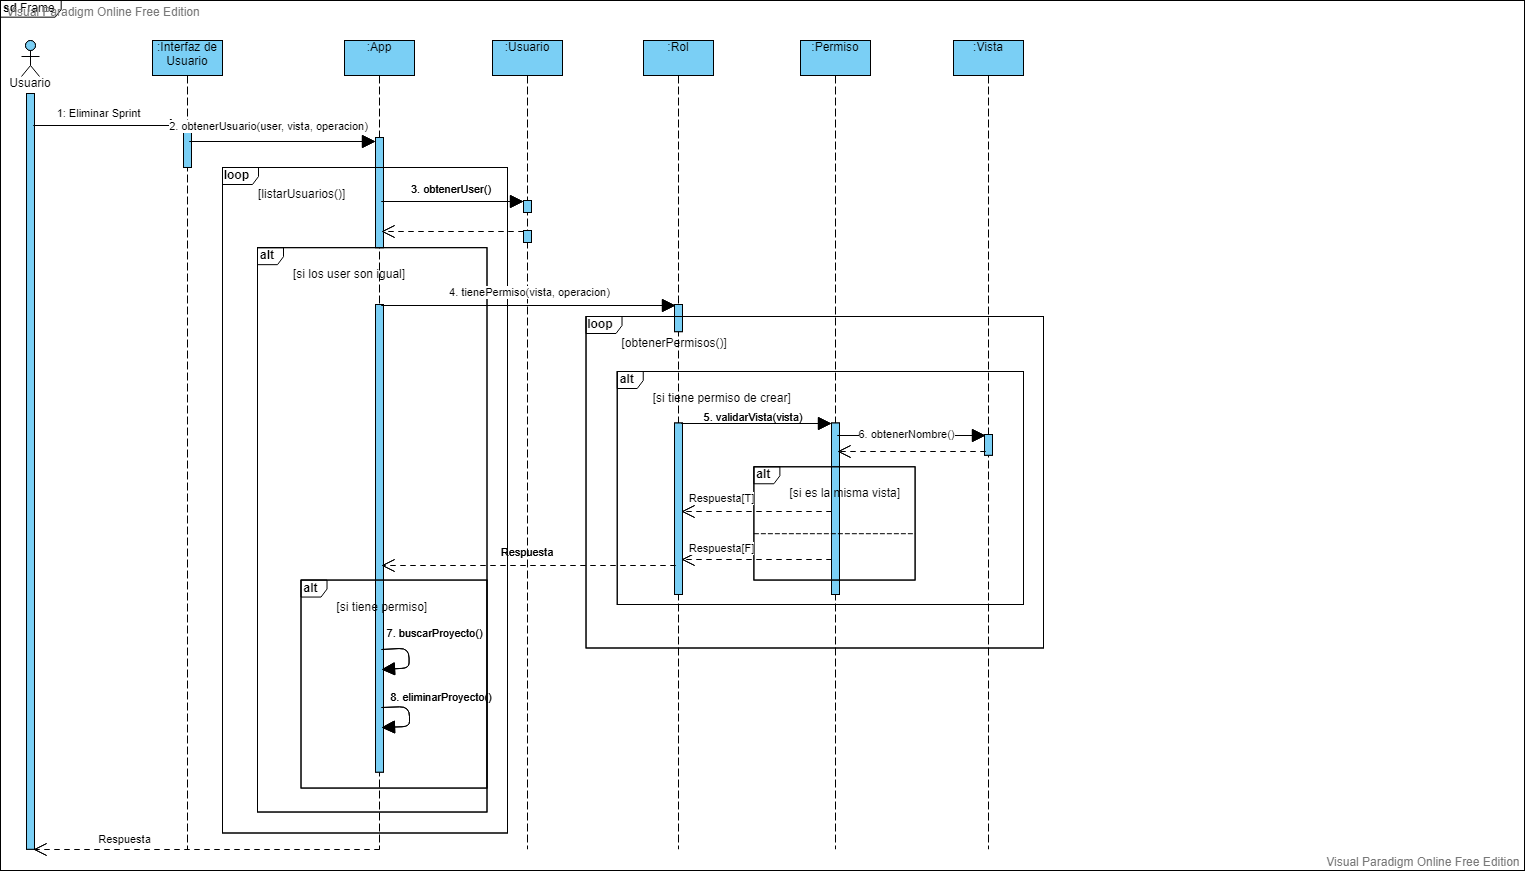 sd Frame
Visual Paradigm Online Free Edition
Usuario
:Interfaz de
Usuario
:App
:Usuario
:Rol
:Permiso
:Vista
1: Eliminar Sprint
2. obtenerUsuario(user, vista, operacion)
loop
[listarUsuarios()]
3. obtenerUser()
alt
[si los user son igual]
4. tienePermiso(vista, operacion)
loop
[obtenerPermisos()]
alt
[si tiene permiso de crear]
5. validarVista(vista)
6. obtenerNombre()
alt
[si es la misma vista]
Respuesta[T]
Respuesta[F]
Respuesta
alt
[si tiene permiso]
7. buscarProyecto()
8. eliminarProyecto()
Respuesta
Visual Paradigm Online Free Edition